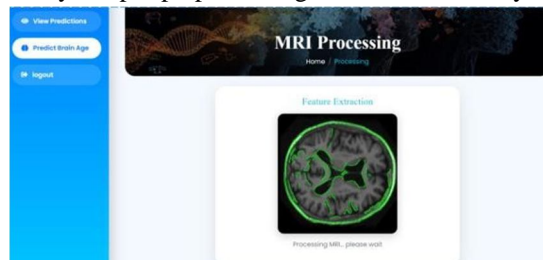 View Predictions
Predict Brain Age
logout
MRI Processing
Home / Processing
Feature Extraction
Processing MRI... please wait